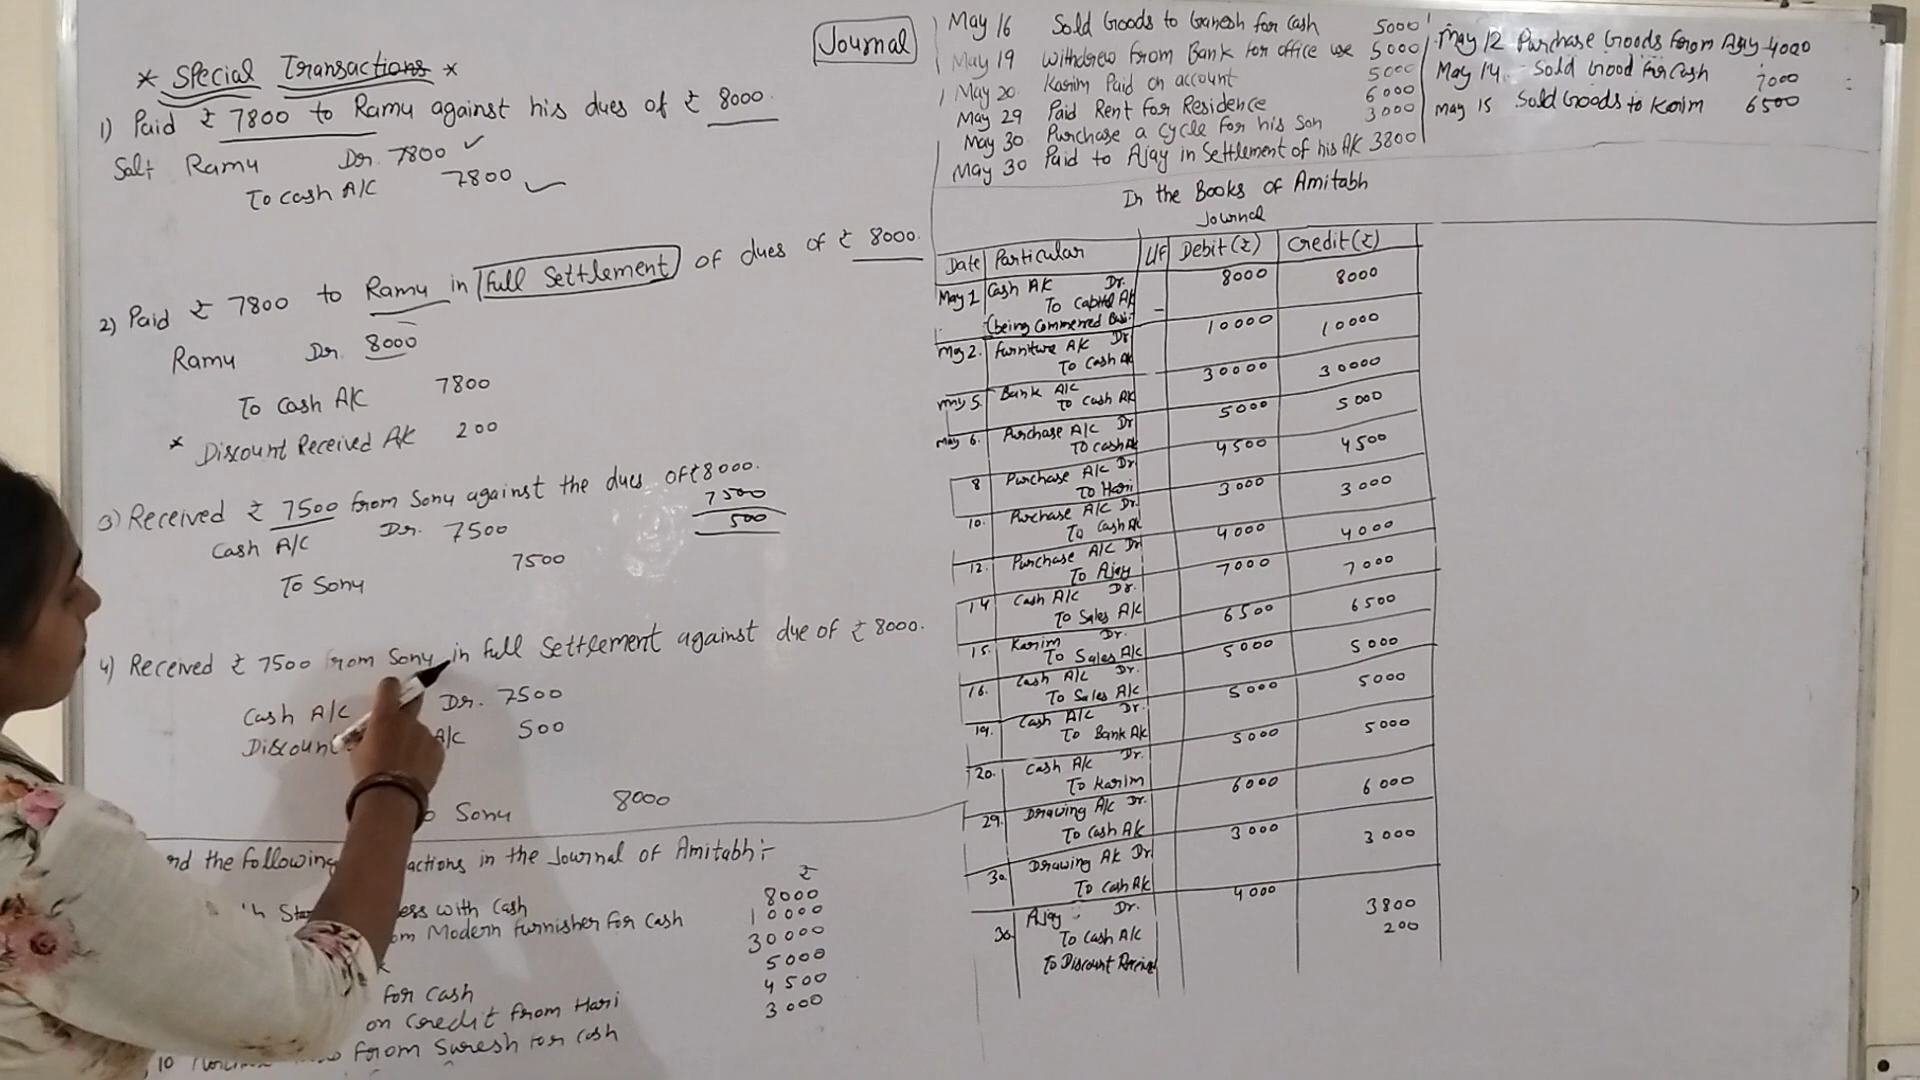 Journal
* Special Transactions *
1) Paid ₹ 7800 to Ramu against his dues of ₹ 8000.
Salt Ramu Dr. 7800 ✓
To cash A/C 7800 ✓
2) Paid ₹ 7800 to Ramu in full Settlement of dues of ₹ 8000.
Ramu Dr. 8000
To Cash A/c 7800
* Discount Received A/c 200
3) Received ₹ 7500 from Sony against the dues of ₹8000.
7500
500
Cash A/C Dr. 7500
To Sony 7500
4) Received ₹ 7500 from Sony in full Settlement against due of ₹ 8000.
Cash A/C Dr. 7500
Discount A/c 500
Sony 8000
the following in the Journal of Amitabh :-
₹
with Cash 8000
Modern furnisher for Cash 10000
30000
for Cash 5000
on Credit from Hari 4500
10 from Suresh for cash 3000
May 16 Sold Goods to Ganesh for Cash 5000
May 19 Withdrew from Bank for office use 5000
May 20 Karim Paid on account 5000
May 29 Paid Rent for Residence 6000
May 30 Purchase a Cycle for his Son 3000
May 30 Paid to Ajay in Settlement of his A/c 3800
May 12 Purchase Goods from Ajay 4000
May 14 Sold Good for Cash 7000
May 15 Sold Goods to Karim 6500
In the Books of Amitabh
Journal
Date Particular L/F Debit (₹) Credit (₹)
May 1 Cash A/c Dr. 8000 8000
To Capital A/c
(being Commenced Busi.
May 2. Furniture A/c Dr 10000 10000
To Cash A/c
May 5. Bank A/C 30000 30000
To Cash A/c
May 6. Purchase A/C Dr 5000 5000
To cash A/c
8 Purchase A/C Dr 4500 4500
To Hari
10. Purchase A/C Dr. 3000 3000
To Cash A/c
12. Purchase A/C Dr 4000 4000
To Ajay
14 Cash A/C Dr. 7000 7000
To Sales A/C
15. Karim Dr. 6500 6500
To Sales A/C
16. Cash A/C Dr. 5000 5000
To Sales A/C
19. Cash A/C Dr. 5000 5000
To Bank A/c
20. Cash A/c Dr. 5000 5000
To Karim
29. Drawing A/c Dr. 6000 6000
To Cash A/c
30 Drawing A/c Dr 3000 3000
To Cash A/c
30 Ajay Dr. 4000
To Cash A/c 3800
To Discount Received 200